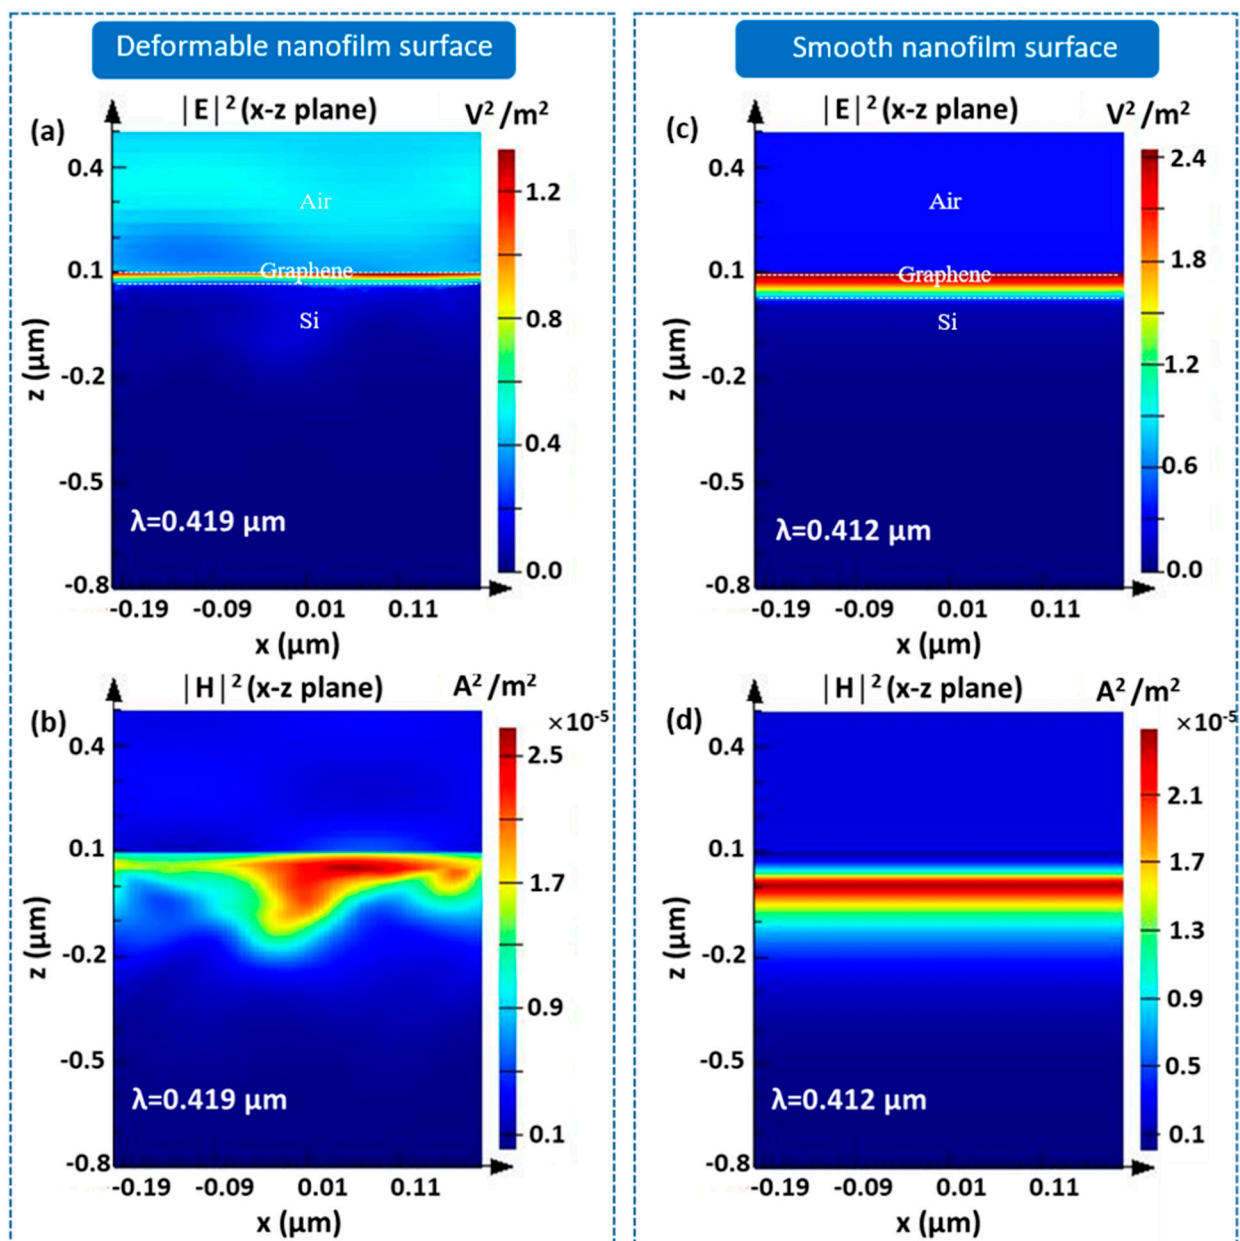 Deformable nanofilm surface
(a)
|E|² (x-z plane)
V²/m²
0.4
0.1
-0.2
-0.5
-0.8
z (μm)
Air
Graphene
Si
λ=0.419 μm
1.2
0.8
0.4
0.0
-0.19 -0.09 0.01 0.11
x (μm)
(b)
|H|² (x-z plane)
A²/m²
×10⁻⁵
0.4
0.1
-0.2
-0.5
-0.8
z (μm)
λ=0.419 μm
2.5
1.7
0.9
0.1
-0.19 -0.09 0.01 0.11
x (μm)
Smooth nanofilm surface
(c)
|E|² (x-z plane)
V²/m²
0.4
0.1
-0.2
-0.5
-0.8
z (μm)
Air
Graphene
Si
λ=0.412 μm
2.4
1.8
1.2
0.6
0.0
-0.19 -0.09 0.01 0.11
x (μm)
(d)
|H|² (x-z plane)
A²/m²
×10⁻⁵
0.4
0.1
-0.2
-0.5
-0.8
z (μm)
λ=0.412 μm
2.1
1.7
1.3
0.9
0.5
0.1
-0.19 -0.09 0.01 0.11
x (μm)